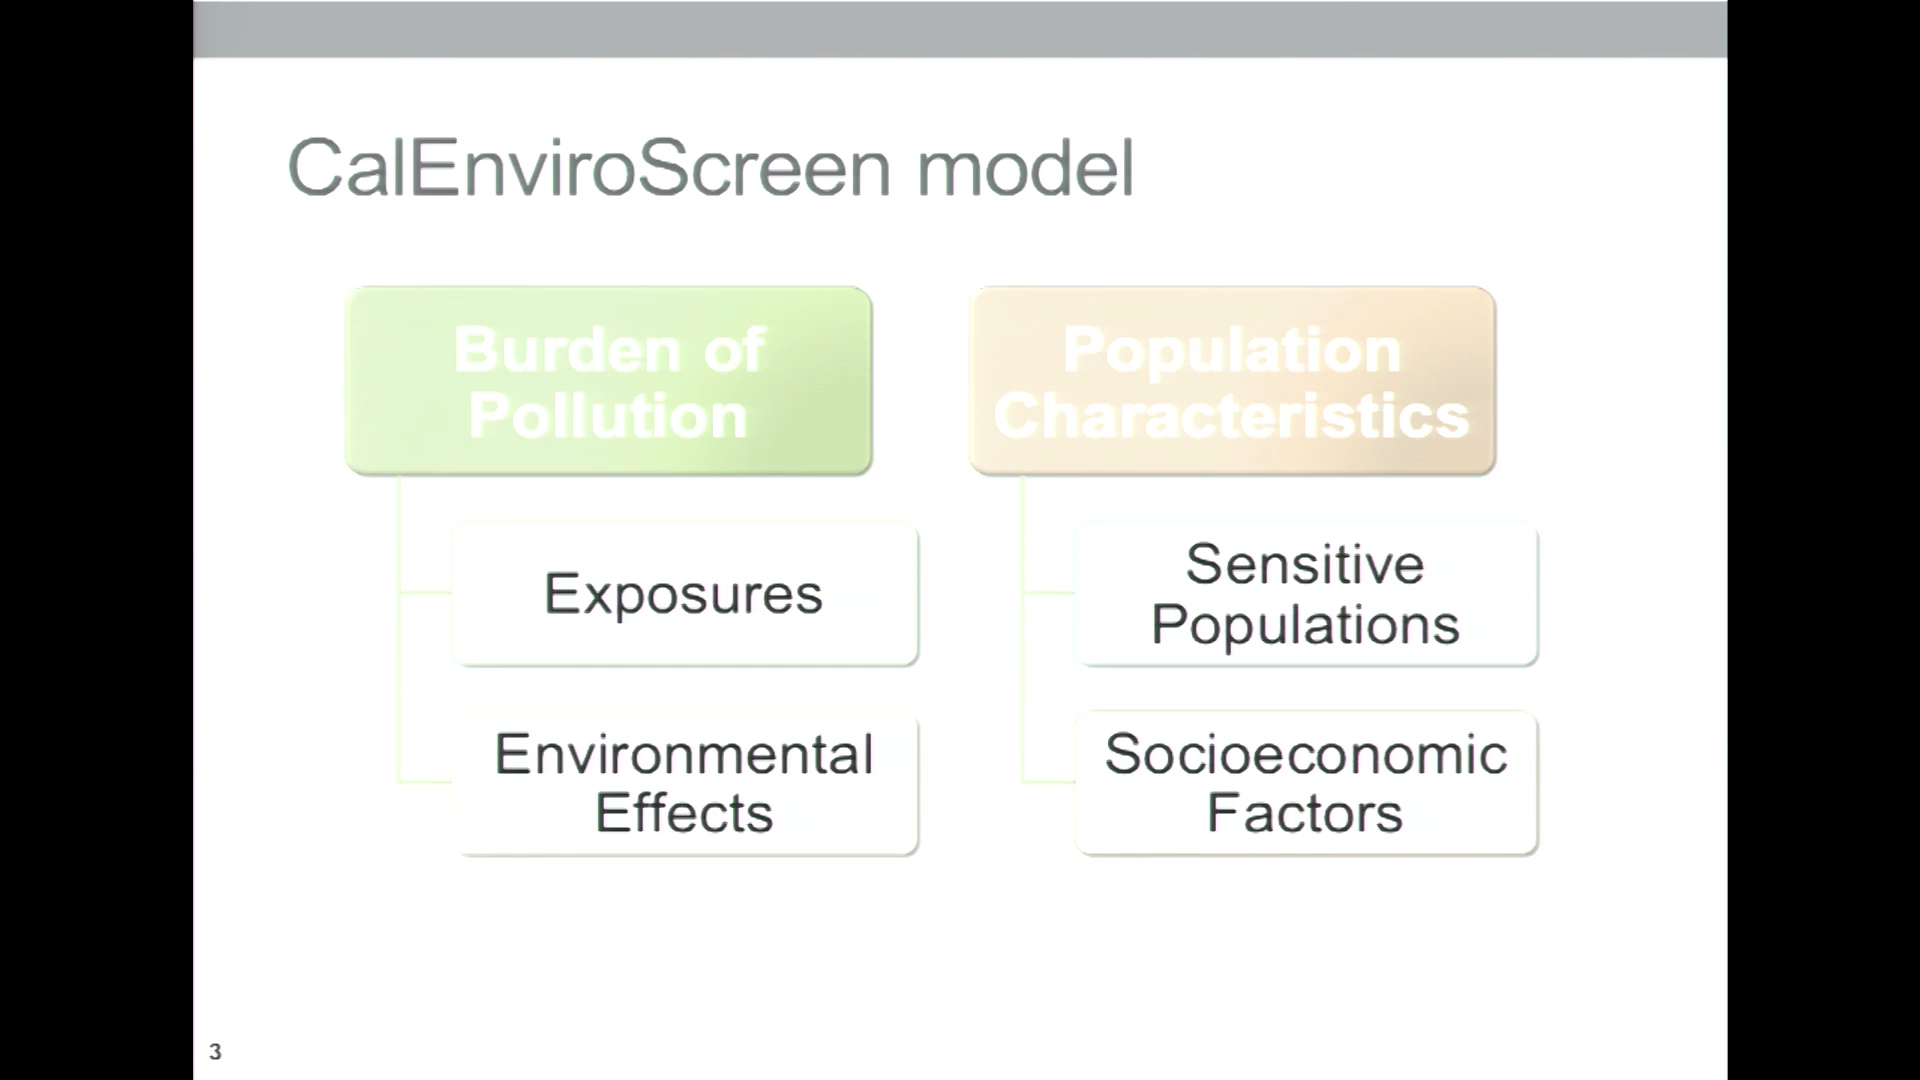 CalEnviroScreen model
Burden of
Pollution
Exposures
Environmental
Effects
Population
Characteristics
Sensitive
Populations
Socioeconomic
Factors
3